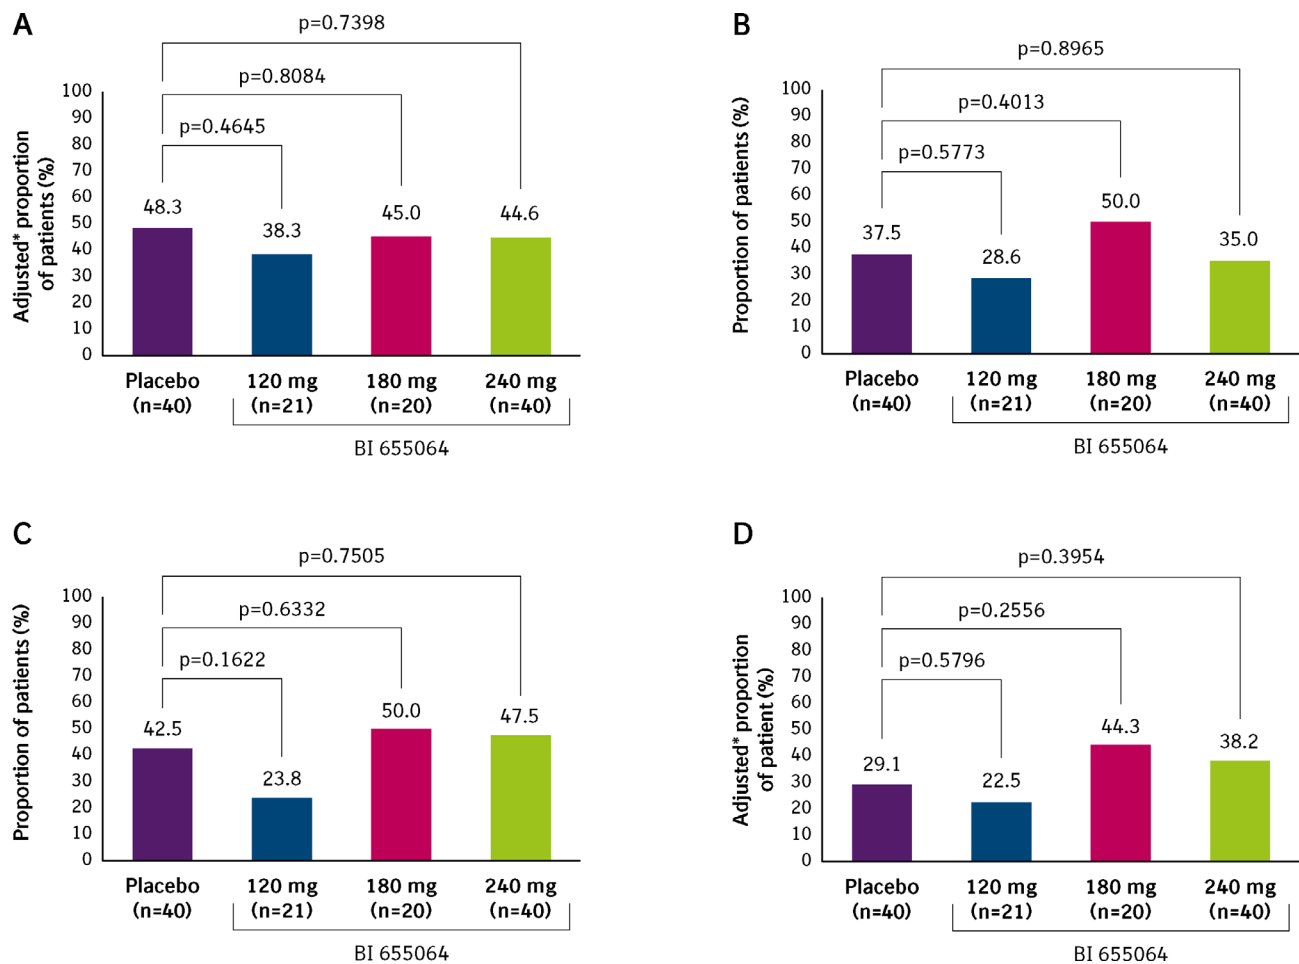 A
p=0.7398
p=0.8084
p=0.4645
Adjusted* proportion
of patients (%)
100
90
80
70
60
50
40
30
20
10
0
48.3
38.3
45.0
44.6
Placebo
(n=40)
120 mg
(n=21)
180 mg
(n=20)
240 mg
(n=40)
BI 655064
B
p=0.8965
p=0.4013
p=0.5773
Proportion of patients (%)
100
90
80
70
60
50
40
30
20
10
0
37.5
28.6
50.0
35.0
Placebo
(n=40)
120 mg
(n=21)
180 mg
(n=20)
240 mg
(n=40)
BI 655064
C
p=0.7505
p=0.6332
p=0.1622
Proportion of patients (%)
100
90
80
70
60
50
40
30
20
10
0
42.5
23.8
50.0
47.5
Placebo
(n=40)
120 mg
(n=21)
180 mg
(n=20)
240 mg
(n=40)
BI 655064
D
p=0.3954
p=0.2556
p=0.5796
Adjusted* proportion
of patient (%)
100
90
80
70
60
50
40
30
20
10
0
29.1
22.5
44.3
38.2
Placebo
(n=40)
120 mg
(n=21)
180 mg
(n=20)
240 mg
(n=40)
BI 655064